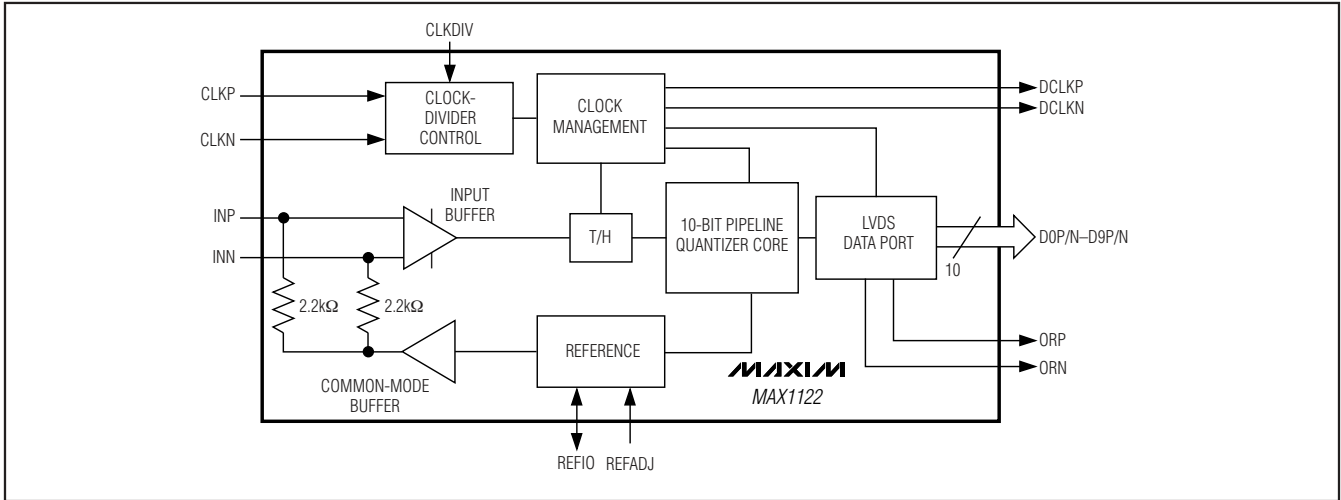 CLKDIV
CLKP
CLKN
CLOCK-
DIVIDER
CONTROL
CLOCK
MANAGEMENT
DCLKP
DCLKN
INP
INN
INPUT
BUFFER
T/H
10-BIT PIPELINE
QUANTIZER CORE
LVDS
DATA PORT
10
D0P/N–D9P/N
2.2kΩ
2.2kΩ
COMMON-MODE
BUFFER
REFERENCE
ORP
ORN
MAXIM
MAX1122
REFIO
REFADJ